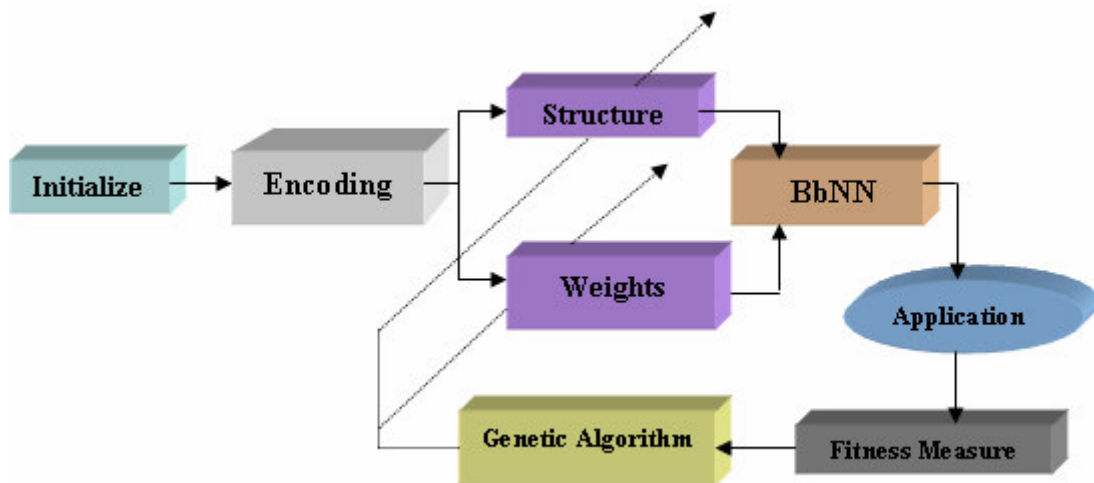 Initialize
Encoding
Structure
Weights
BbNN
Application
Fitness Measure
Genetic Algorithm